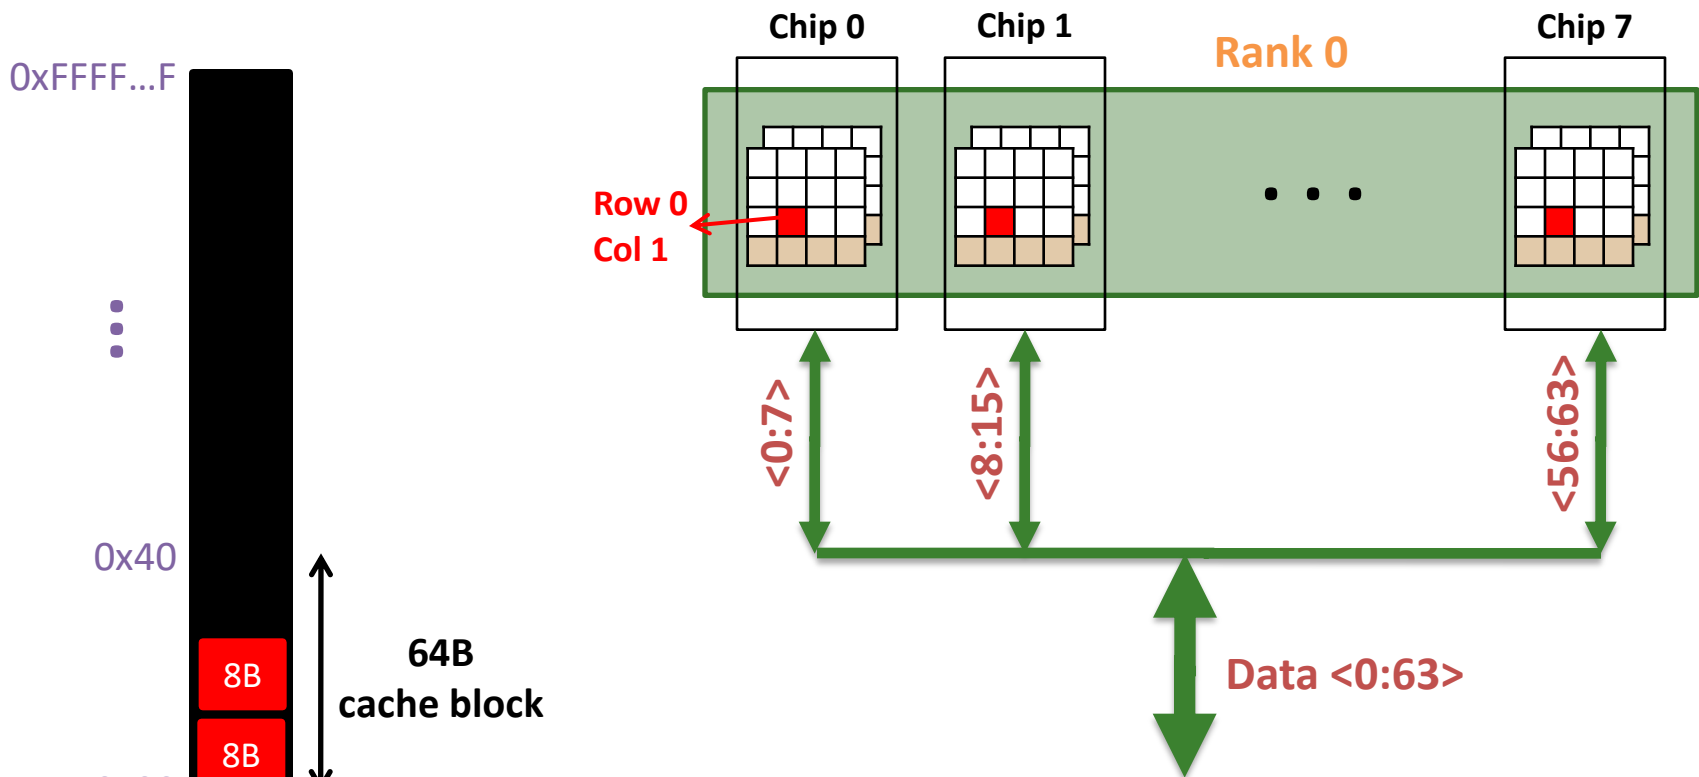 Chip 0
Chip 1
Chip 7
Rank 0
0xFFFF...F
Row 0
Col 1
<0:7>
<8:15>
<56:63>
0x40
8B
64B
cache block
Data <0:63>
8B